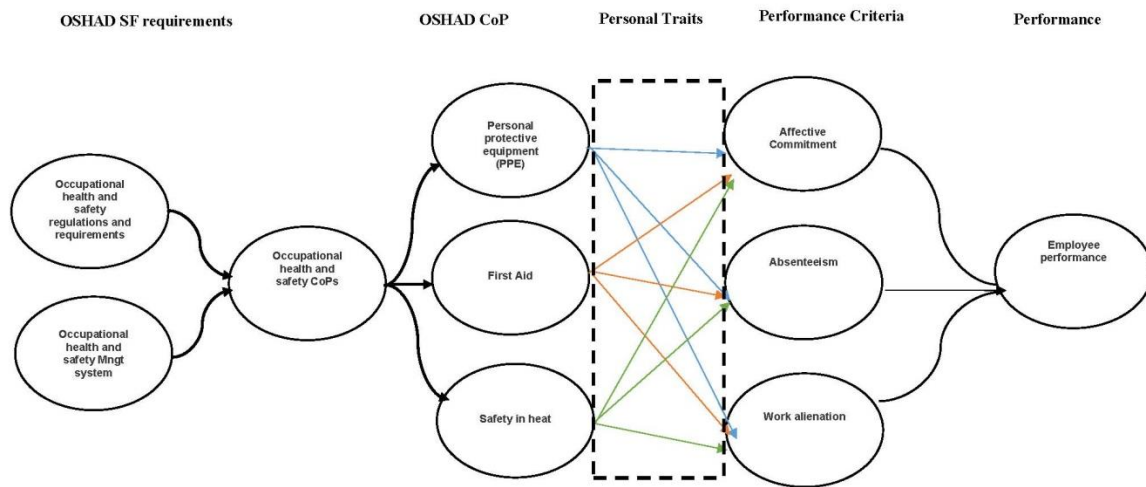 OSHAD SF requirements
OSHAD CoP
Personal Traits
Performance Criteria
Performance
Occupational
health and
safety
regulations and
requirements
Occupational
health and
safety Mngt
system
Occupational
health and
safety CoPs
Personal
protective
equipment
(PPE)
First Aid
Safety in heat
Affective
Commitment
Absenteeism
Work alienation
Employee
performance